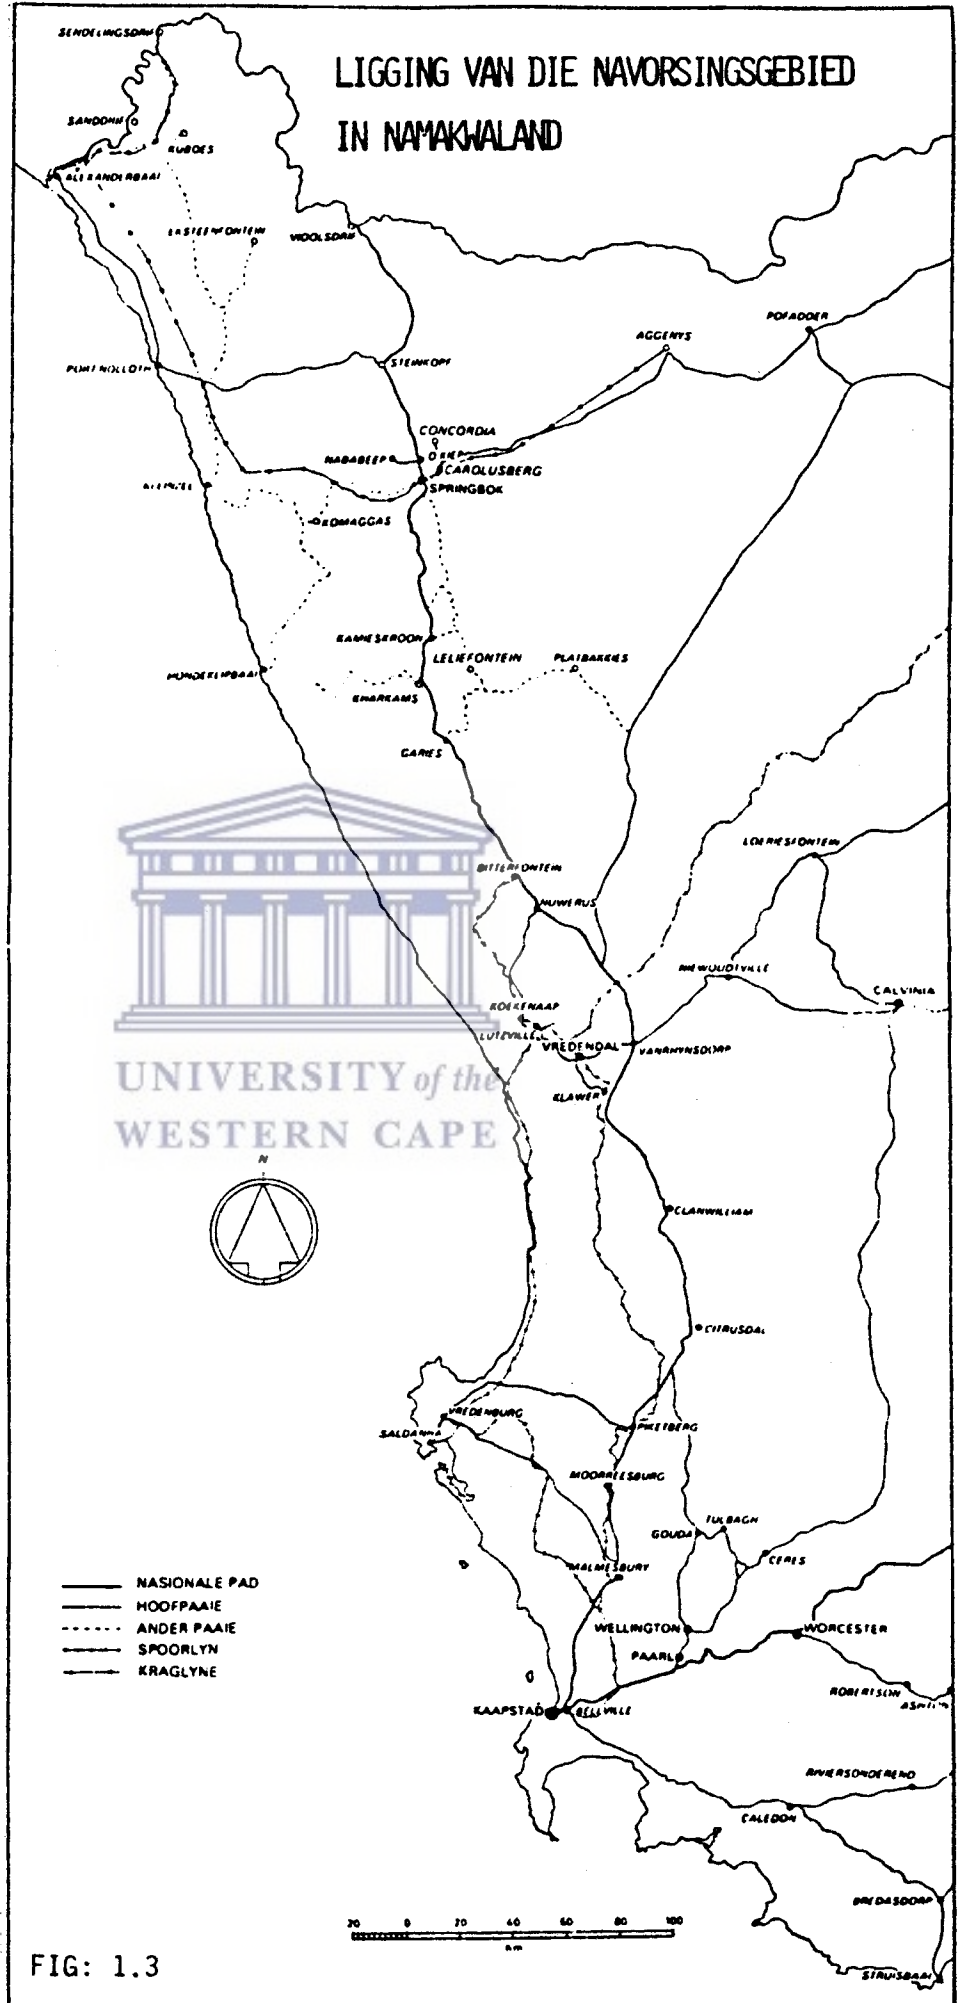 LIGGING VAN DIE NAVORSINGSGEBIED
IN NAMAKWALAND
SENDELINGSDRIF
SANDDRIF
KUBOES
ALEXANDERBAAI
EKSTEENFONTEIN
VIOOLSDRIF
POFADDER
AGGENYS
PORT NOLLOTH
STEINKOPF
CONCORDIA
NABABEEP
OKIEP
CAROLUSBERG
SPRINGBOK
KLEINZEE
KOMAGGAS
KAMIESKROON
LELIEFONTEIN
PLATBAKKIES
HONDEKLIPBAAI
KHARKAMS
GARIES
LOERIESFONTEIN
BITTERFONTEIN
NUWERUS
NIEWOUDTVILLE
CALVINIA
KOEKENAAP
LUTZVILLE
VREDENDAL
VANRHYNSDORP
KLAWER
UNIVERSITY of the
WESTERN CAPE
N
CLANWILLIAM
CITRUSDAL
VREDENBURG
SALDANHA
PIKETBERG
MOORREESBURG
GOUDA
TULBAGH
CERES
MALMESBURY
NASIONALE PAD
HOOFPAAIE
ANDER PAAIE
SPOORLYN
KRAGLYNE
WELLINGTON
WORCESTER
PAARL
ROBERTSON
KAAPSTAD
BELLVILLE
RIVIERSONDEREND
CALEDON
BREDASDORP
STRUISBAAI
20 0 20 40 60 80 100
km
FIG: 1.3